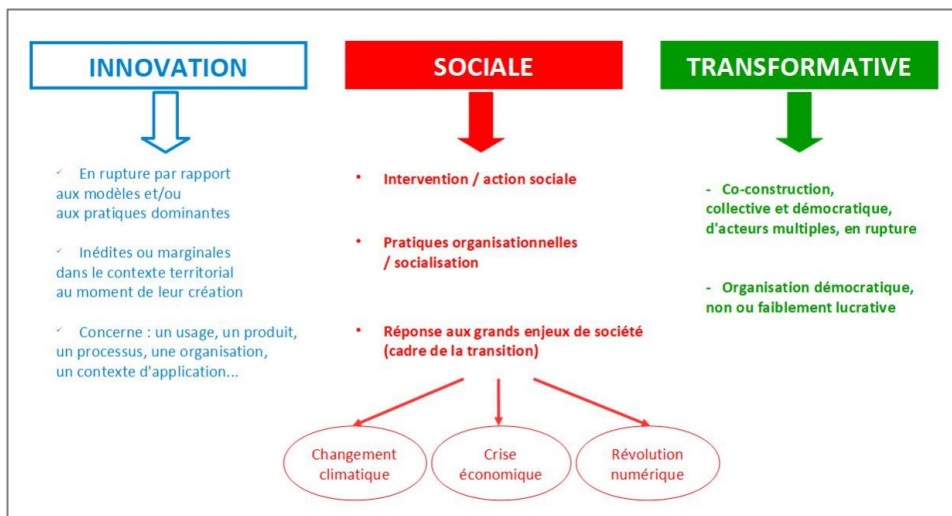 INNOVATION
✓ En rupture par rapport
aux modèles et/ou
aux pratiques dominantes
✓ Inédites ou marginales
dans le contexte territorial
au moment de leur création
✓ Concerne : un usage, un produit,
un processus, une organisation,
un contexte d'application...
SOCIALE
• Intervention / action sociale
• Pratiques organisationnelles
/ socialisation
• Réponse aux grands enjeux de société
(cadre de la transition)
Changement
climatique
Crise
économique
Révolution
numérique
TRANSFORMATIVE
- Co-construction,
collective et démocratique,
d'acteurs multiples, en rupture
- Organisation démocratique,
non ou faiblement lucrative